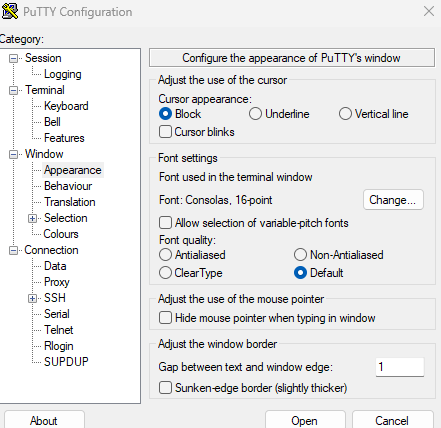 PuTTY Configuration
Category:
Session
Logging
Terminal
Keyboard
Bell
Features
Window
Appearance
Behaviour
Translation
Selection
Colours
Connection
Data
Proxy
SSH
Serial
Telnet
Rlogin
SUPDUP
Configure the appearance of PuTTY's window
Adjust the use of the cursor
Cursor appearance:
Block Underline Vertical line
Cursor blinks
Font settings
Font used in the terminal window
Font: Consolas, 16-point Change...
Allow selection of variable-pitch fonts
Font quality:
Antialiased Non-Antialiased
ClearType Default
Adjust the use of the mouse pointer
Hide mouse pointer when typing in window
Adjust the window border
Gap between text and window edge: 1
Sunken-edge border (slightly thicker)
About Open Cancel